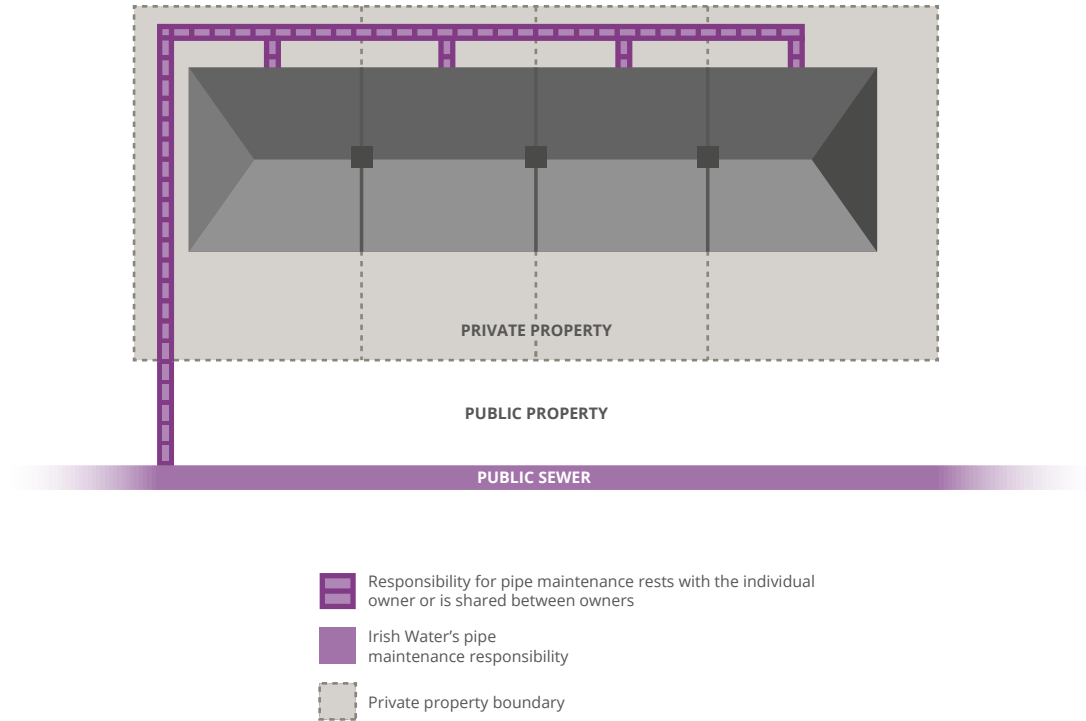 PRIVATE PROPERTY
PUBLIC PROPERTY
PUBLIC SEWER
Responsibility for pipe maintenance rests with the individual
owner or is shared between owners
Irish Water’s pipe
maintenance responsibility
Private property boundary